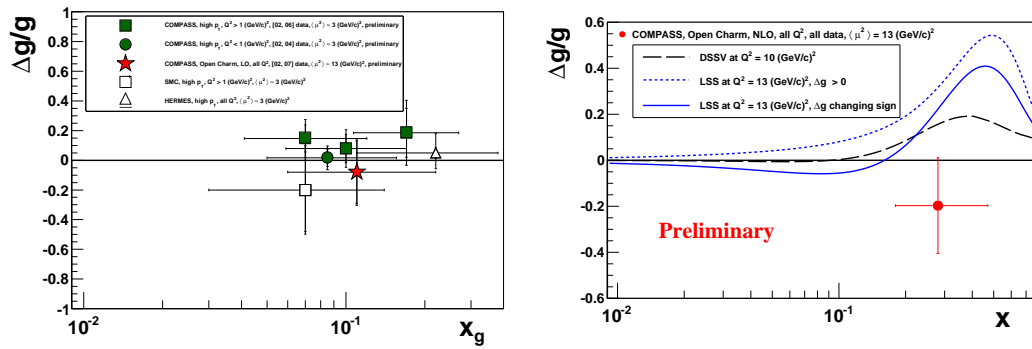 Δg/g
COMPASS, high p_T, Q² > 1 (GeV/c)², [02, 06] data, ⟨μ²⟩ ≈ 3 (GeV/c)², preliminary
COMPASS, high p_T, Q² < 1 (GeV/c)², [02, 04] data, ⟨μ²⟩ ≈ 3 (GeV/c)², preliminary
COMPASS, Open Charm, LO, all Q², [02, 07] data, ⟨μ²⟩ ≈ 13 (GeV/c)², preliminary
SMC, high p_T, Q² > 1 (GeV/c)², ⟨μ²⟩ ≈ 3 (GeV/c)²
HERMES, high p_T, all Q², ⟨μ²⟩ ≈ 3 (GeV/c)²
1
0.8
0.6
0.4
0.2
0
-0.2
-0.4
-0.6
-0.8
-1
10⁻²
10⁻¹
x_g
Δg/g
COMPASS, Open Charm, NLO, all Q², all data, ⟨μ²⟩ = 13 (GeV/c)²
DSSV at Q² = 10 (GeV/c)²
LSS at Q² = 13 (GeV/c)², Δg > 0
LSS at Q² = 13 (GeV/c)², Δg changing sign
0.6
0.4
0.2
0
-0.2
-0.4
-0.6
Preliminary
10⁻²
10⁻¹
x